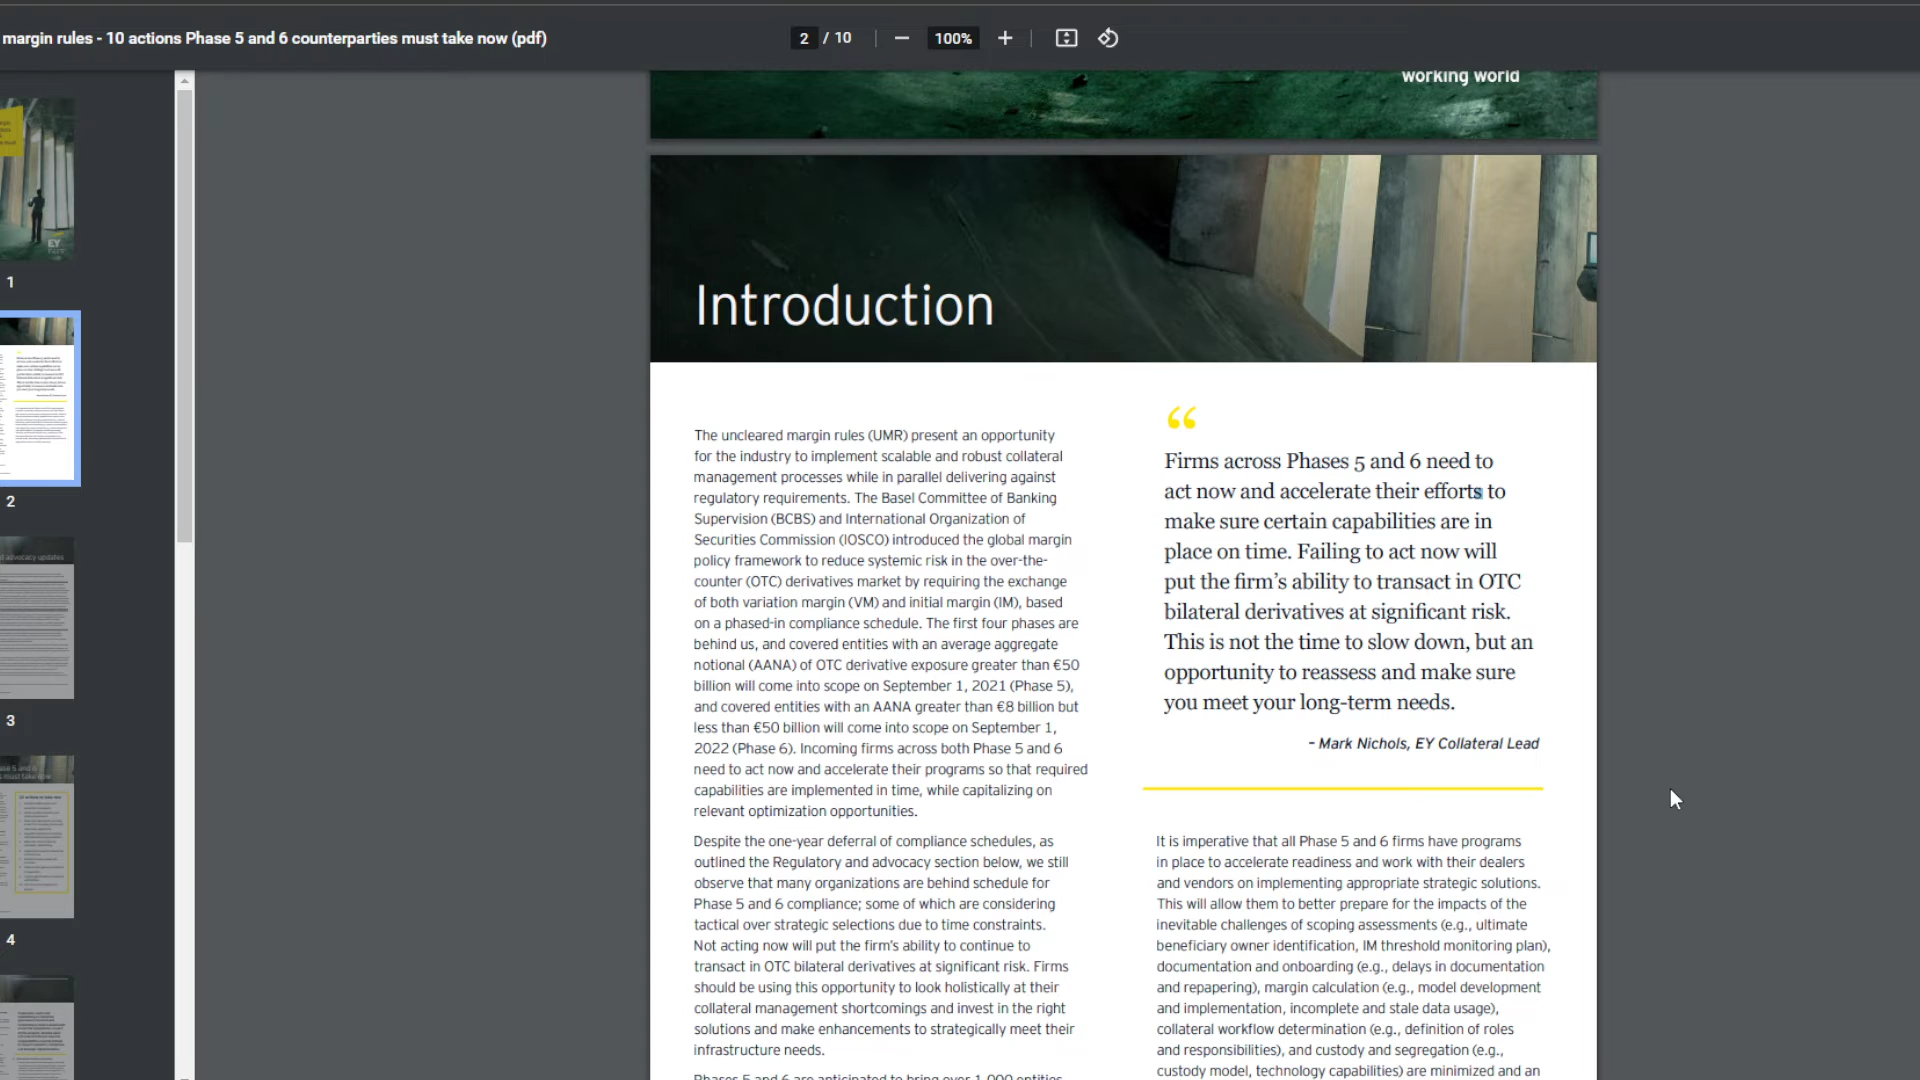 margin rules - 10 actions Phase 5 and 6 counterparties must take now (pdf)
2 / 10
100%
working world
Introduction
The uncleared margin rules (UMR) present an opportunity
for the industry to implement scalable and robust collateral
management processes while in parallel delivering against
regulatory requirements. The Basel Committee of Banking
Supervision (BCBS) and International Organization of
Securities Commission (IOSCO) introduced the global margin
policy framework to reduce systemic risk in the over-the-
counter (OTC) derivatives market by requiring the exchange
of both variation margin (VM) and initial margin (IM), based
on a phased-in compliance schedule. The first four phases are
behind us, and covered entities with an average aggregate
notional (AANA) of OTC derivative exposure greater than €50
billion will come into scope on September 1, 2021 (Phase 5),
and covered entities with an AANA greater than €8 billion but
less than €50 billion will come into scope on September 1,
2022 (Phase 6). Incoming firms across both Phase 5 and 6
need to act now and accelerate their programs so that required
capabilities are implemented in time, while capitalizing on
relevant optimization opportunities.
Despite the one-year deferral of compliance schedules, as
outlined the Regulatory and advocacy section below, we still
observe that many organizations are behind schedule for
Phase 5 and 6 compliance; some of which are considering
tactical over strategic selections due to time constraints.
Not acting now will put the firm's ability to continue to
transact in OTC bilateral derivatives at significant risk. Firms
should be using this opportunity to look holistically at their
collateral management shortcomings and invest in the right
solutions and make enhancements to strategically meet their
infrastructure needs.
Phases 5 and 6 are anticipated to bring over 1,000 entities
“
Firms across Phases 5 and 6 need to
act now and accelerate their efforts to
make sure certain capabilities are in
place on time. Failing to act now will
put the firm’s ability to transact in OTC
bilateral derivatives at significant risk.
This is not the time to slow down, but an
opportunity to reassess and make sure
you meet your long-term needs.
– Mark Nichols, EY Collateral Lead
It is imperative that all Phase 5 and 6 firms have programs
in place to accelerate readiness and work with their dealers
and vendors on implementing appropriate strategic solutions.
This will allow them to better prepare for the impacts of the
inevitable challenges of scoping assessments (e.g., ultimate
beneficiary owner identification, IM threshold monitoring plan),
documentation and onboarding (e.g., delays in documentation
and repapering), margin calculation (e.g., model development
and implementation, incomplete and stale data usage),
collateral workflow determination (e.g., definition of roles
and responsibilities), and custody and segregation (e.g.,
custody model, technology capabilities) are minimized and an
EY
1
2
d advocacy updates
3
4